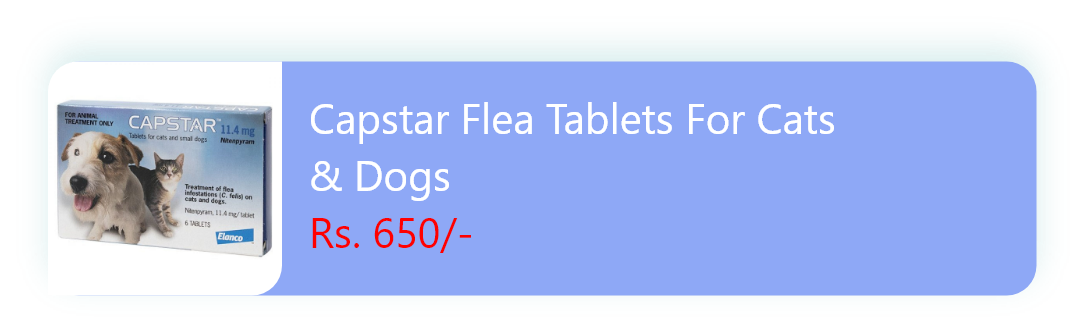 FOR ANIMAL
TREATMENT ONLY
CAPSTAR™ 11.4 mg
Tablets for cats and small dogs
Nitenpyram
Treatment of flea
infestations (C. felis) on
cats and dogs.
Nitenpyram, 11.4 mg/ tablet
6 TABLETS
Elanco
Capstar Flea Tablets For Cats
& Dogs
Rs. 650/-